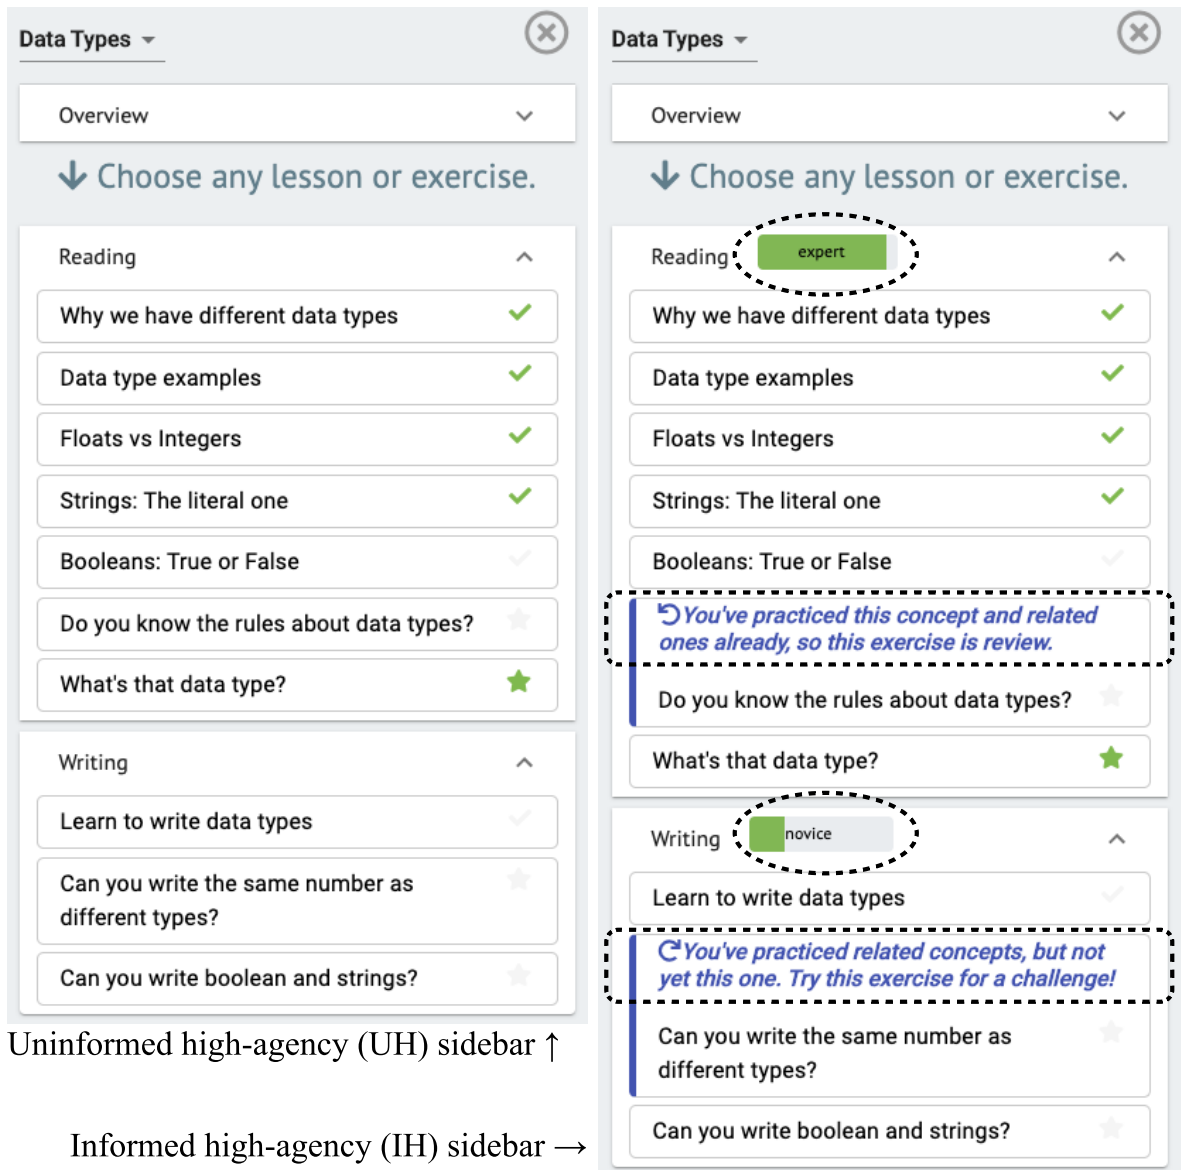 Data Types
Overview
↓ Choose any lesson or exercise.
Reading
Why we have different data types
Data type examples
Floats vs Integers
Strings: The literal one
Booleans: True or False
Do you know the rules about data types?
What's that data type?
Writing
Learn to write data types
Can you write the same number as
different types?
Can you write boolean and strings?
Uninformed high-agency (UH) sidebar ↑
Informed high-agency (IH) sidebar →
Data Types
Overview
↓ Choose any lesson or exercise.
Reading expert
Why we have different data types
Data type examples
Floats vs Integers
Strings: The literal one
Booleans: True or False
You've practiced this concept and related
ones already, so this exercise is review.
Do you know the rules about data types?
What's that data type?
Writing novice
Learn to write data types
You've practiced related concepts, but not
yet this one. Try this exercise for a challenge!
Can you write the same number as
different types?
Can you write boolean and strings?